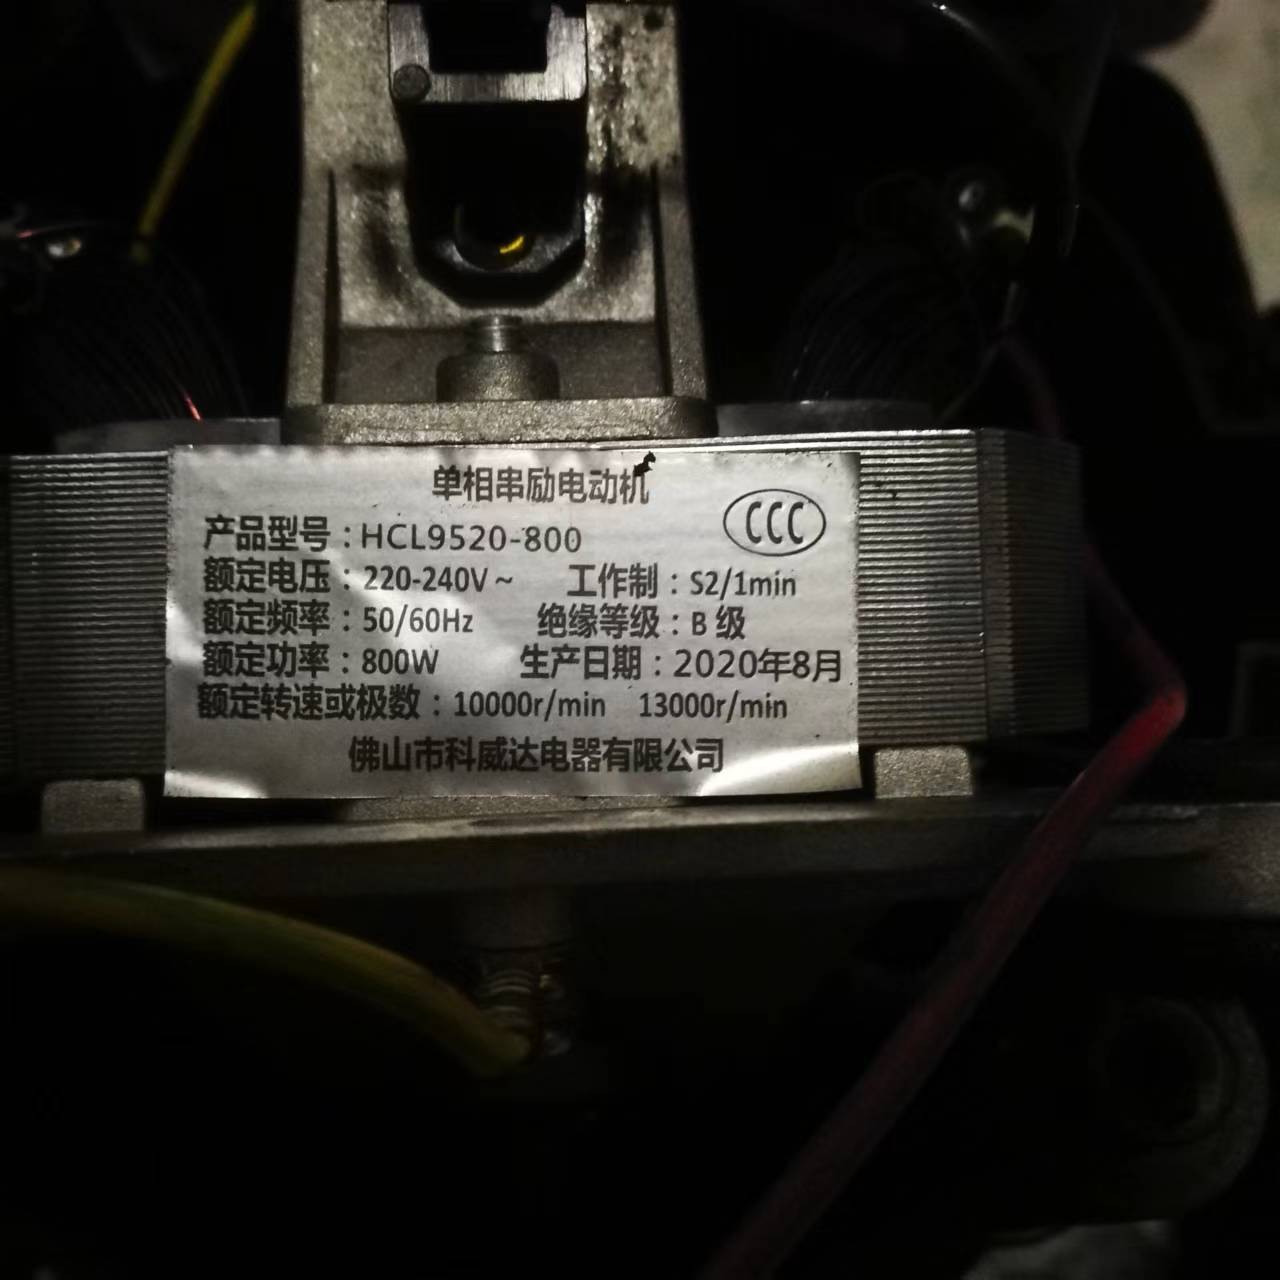 单相串励电动机
CCC
产品型号：HCL9520-800
额定电压：220-240V～ 工作制：S2/1min
额定频率：50/60Hz 绝缘等级：B 级
额定功率：800W 生产日期：2020年8月
额定转速或极数：10000r/min 13000r/min
佛山市科威达电器有限公司